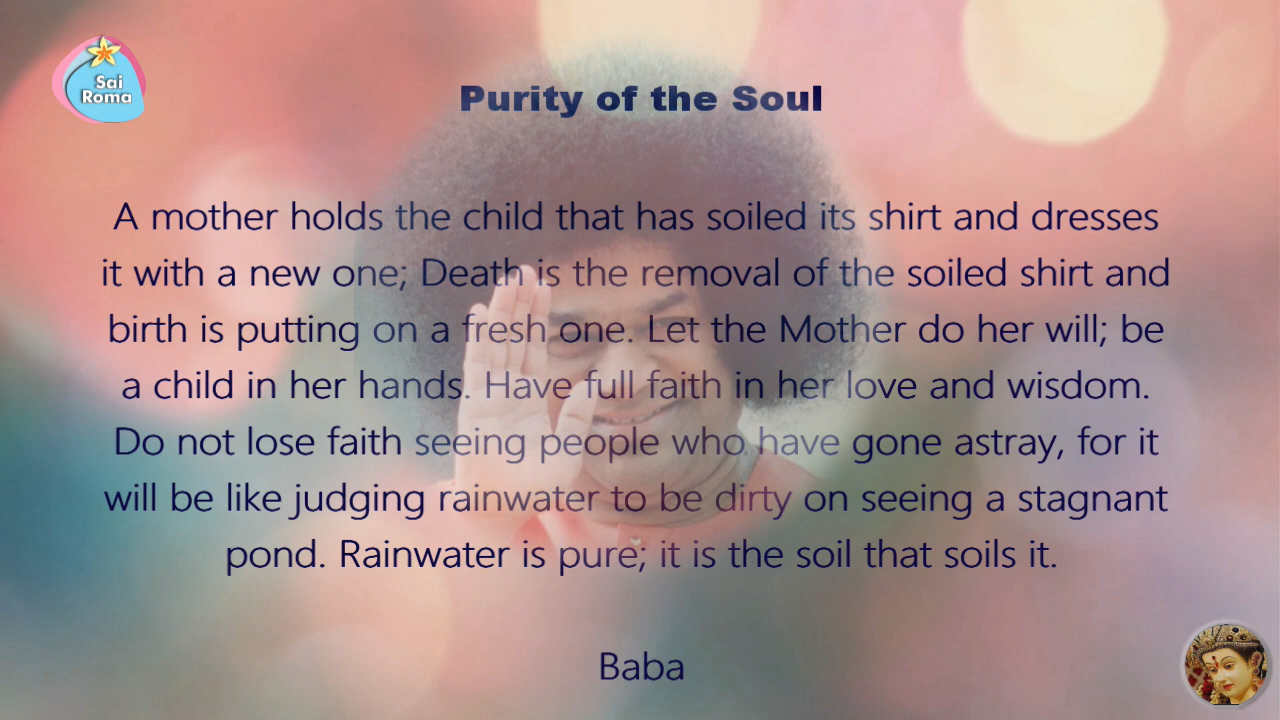 Sai
Roma
Purity of the Soul
A mother holds the child that has soiled its shirt and dresses
it with a new one; Death is the removal of the soiled shirt and
birth is putting on a fresh one. Let the Mother do her will; be
a child in her hands. Have full faith in her love and wisdom.
Do not lose faith seeing people who have gone astray, for it
will be like judging rainwater to be dirty on seeing a stagnant
pond. Rainwater is pure; it is the soil that soils it.
Baba